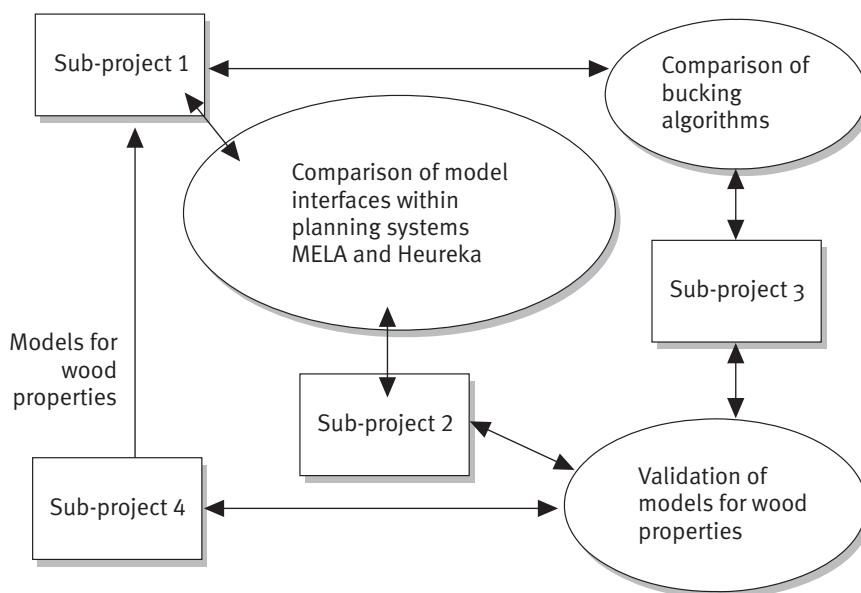 Sub-project 1
Comparison of
bucking
algorithms
Comparison of model
interfaces within
planning systems
MELA and Heureka
Sub-project 3
Models for
wood
properties
Sub-project 2
Sub-project 4
Validation of
models for wood
properties